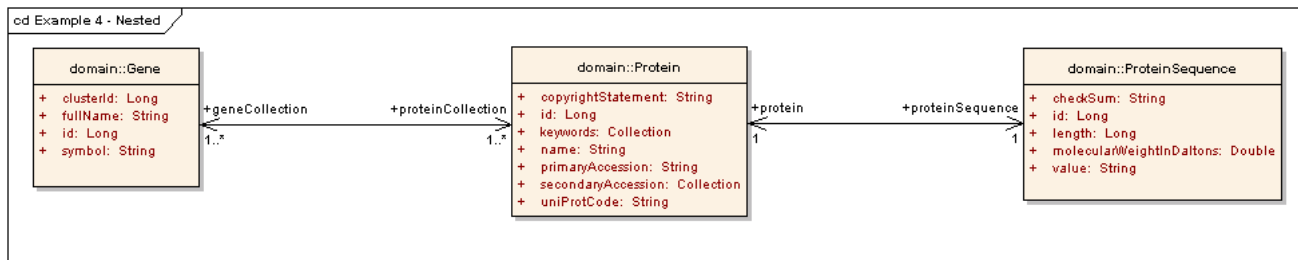 cd Example 4 - Nested
domain::Gene
+ clusterId: Long
+ fullName: String
+ id: Long
+ symbol: String
+geneCollection
1..*
+proteinCollection
1..*
domain::Protein
+ copyrightStatement: String
+ id: Long
+ keywords: Collection
+ name: String
+ primaryAccession: String
+ secondaryAccession: Collection
+ uniProtCode: String
+protein
1
+proteinSequence
1
domain::ProteinSequence
+ checkSum: String
+ id: Long
+ length: Long
+ molecularWeightInDaltons: Double
+ value: String